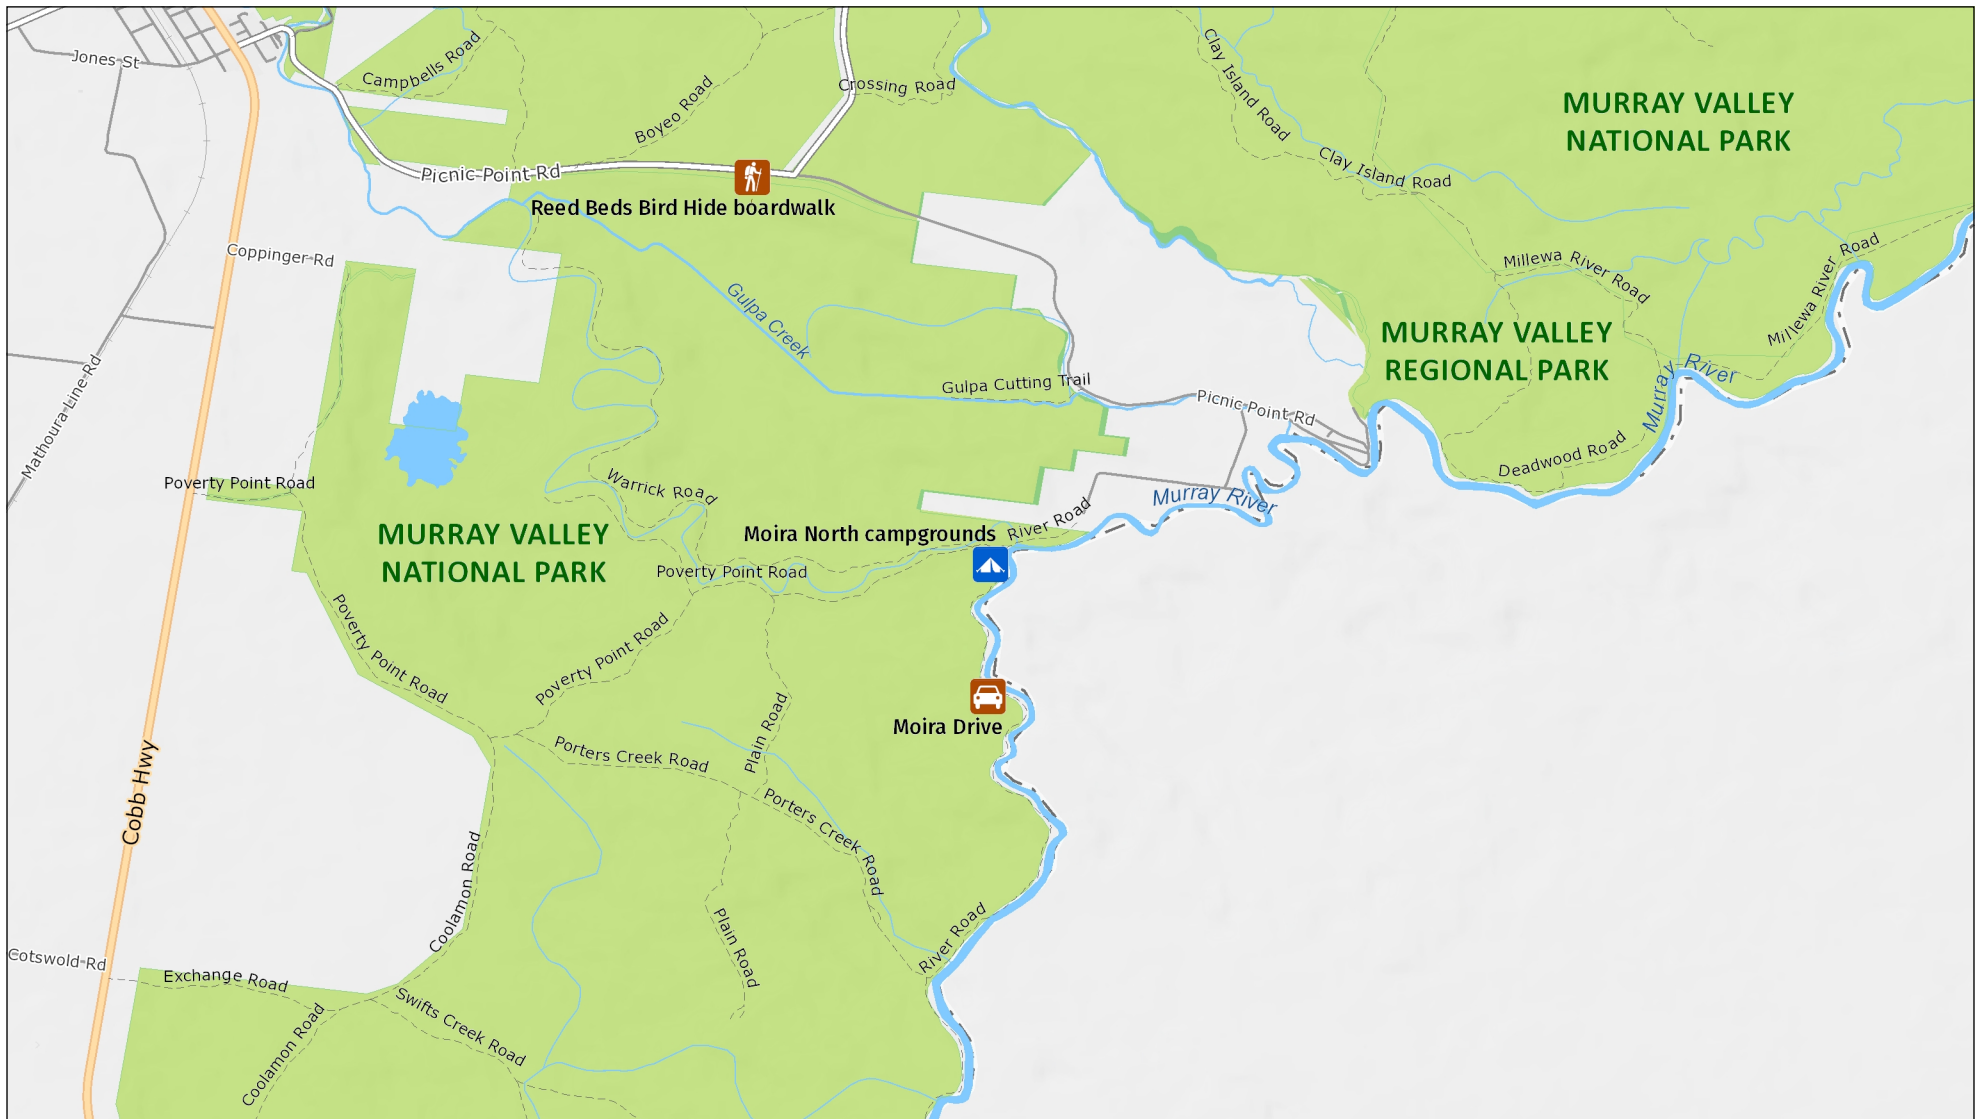 Jones St
Campbells Road
Boyeo Road
Crossing Road
Clay Island Road
MURRAY VALLEY
NATIONAL PARK
Clay Island Road
Picnic Point Rd
Reed Beds Bird Hide boardwalk
Coppinger Rd
Millewa River Road
Millewa River Road
Gulpa Creek
MURRAY VALLEY
REGIONAL PARK
Murray River
Mathoura-Line-Rd
Gulpa Cutting Trail
Picnic Point Rd
Deadwood Road
Poverty Point Road
Warrick Road
Murray River
MURRAY VALLEY
NATIONAL PARK
Moira North campgrounds
River Road
Poverty Point Road
Poverty Point Road
Poverty Point Road
Plain Road
Moira Drive
Porters Creek Road
Cobb Hwy
Porters Creek Road
Coolamon Road
Plain Road
River Road
Cotswold Rd
Exchange Road
Swifts Creek Road
Coolamon Road